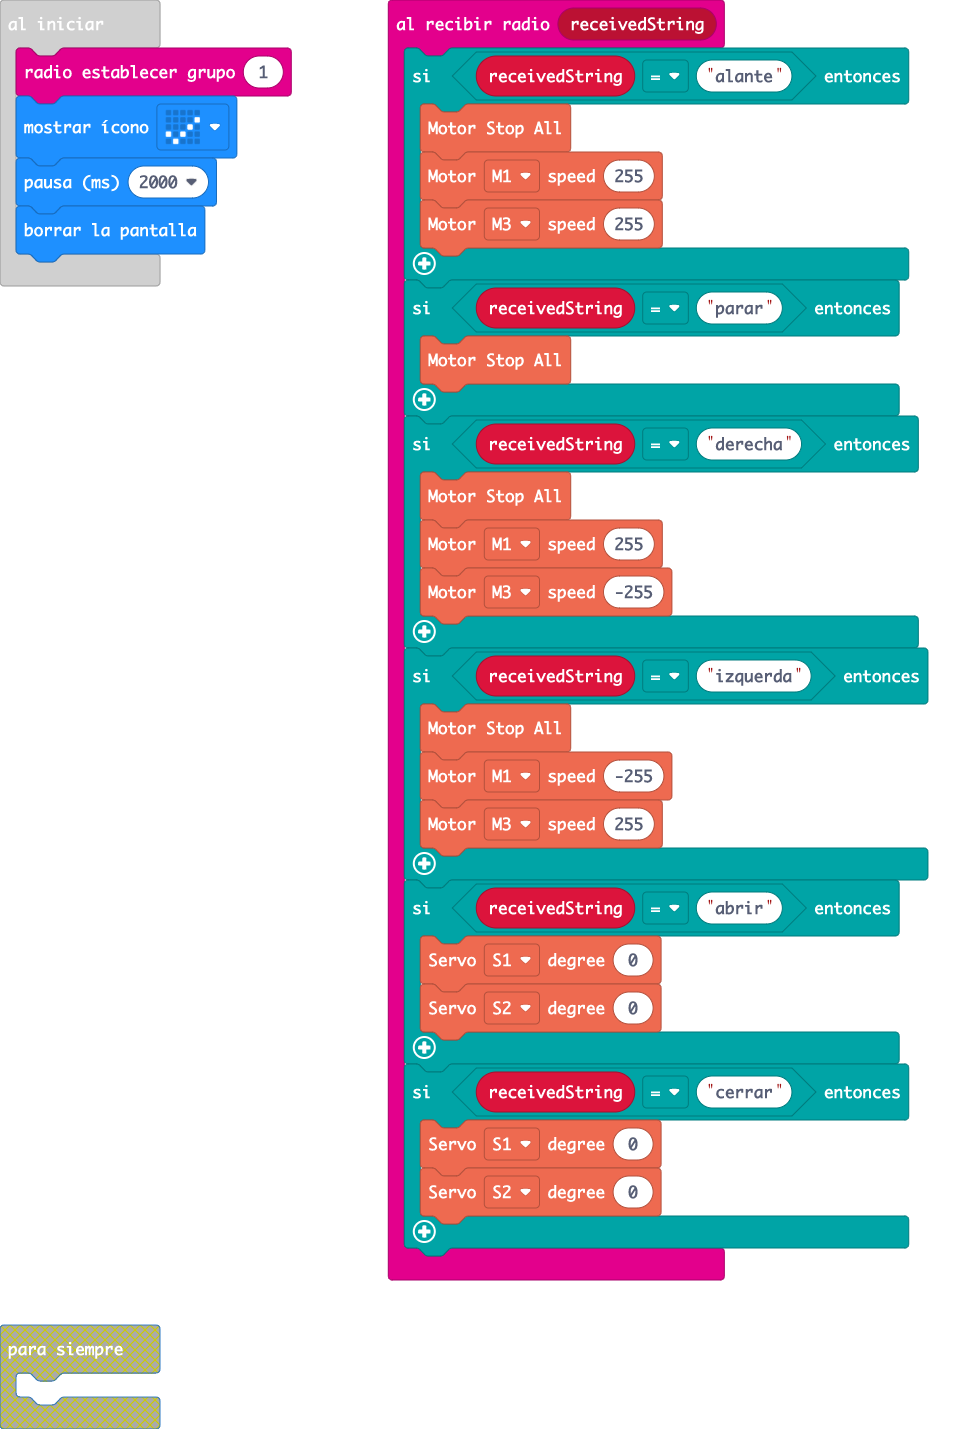 al iniciar
radio establecer grupo 1
mostrar ícono
pausa (ms) 2000
borrar la pantalla
al recibir radio receivedString
si receivedString = "alante" entonces
Motor Stop All
Motor M1 speed 255
Motor M3 speed 255
si receivedString = "parar" entonces
Motor Stop All
si receivedString = "derecha" entonces
Motor Stop All
Motor M1 speed 255
Motor M3 speed -255
si receivedString = "izquerda" entonces
Motor Stop All
Motor M1 speed -255
Motor M3 speed 255
si receivedString = "abrir" entonces
Servo S1 degree 0
Servo S2 degree 0
si receivedString = "cerrar" entonces
Servo S1 degree 0
Servo S2 degree 0
para siempre